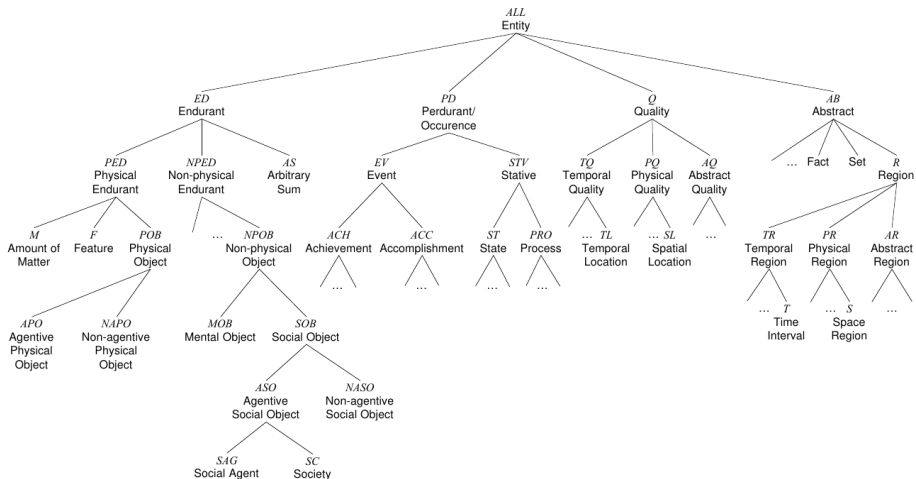 ALL
Entity
ED
Endurant
PD
Perdurant/
Occurence
Q
Quality
AB
Abstract
PED
Physical
Endurant
NPED
Non-physical
Endurant
AS
Arbitrary
Sum
EV
Event
STV
Stative
TQ
Temporal
Quality
PQ
Physical
Quality
AQ
Abstract
Quality
... Fact Set
R
Region
M
Amount of
Matter
F
Feature
POB
Physical
Object
...
NPOB
Non-physical
Object
ACH
Achievement
...
ACC
Accomplishment
...
ST
State
...
PRO
Process
...
... TL
Temporal
Location
... SL
Spatial
Location
...
TR
Temporal
Region
PR
Physical
Region
AR
Abstract
Region
... T
Time
Interval
... S
Space
Region
...
APO
Agentive
Physical
Object
NAPO
Non-agentive
Physical
Object
MOB
Mental Object
SOB
Social Object
ASO
Agentive
Social Object
NASO
Non-agentive
Social Object
SAG
Social Agent
SC
Society